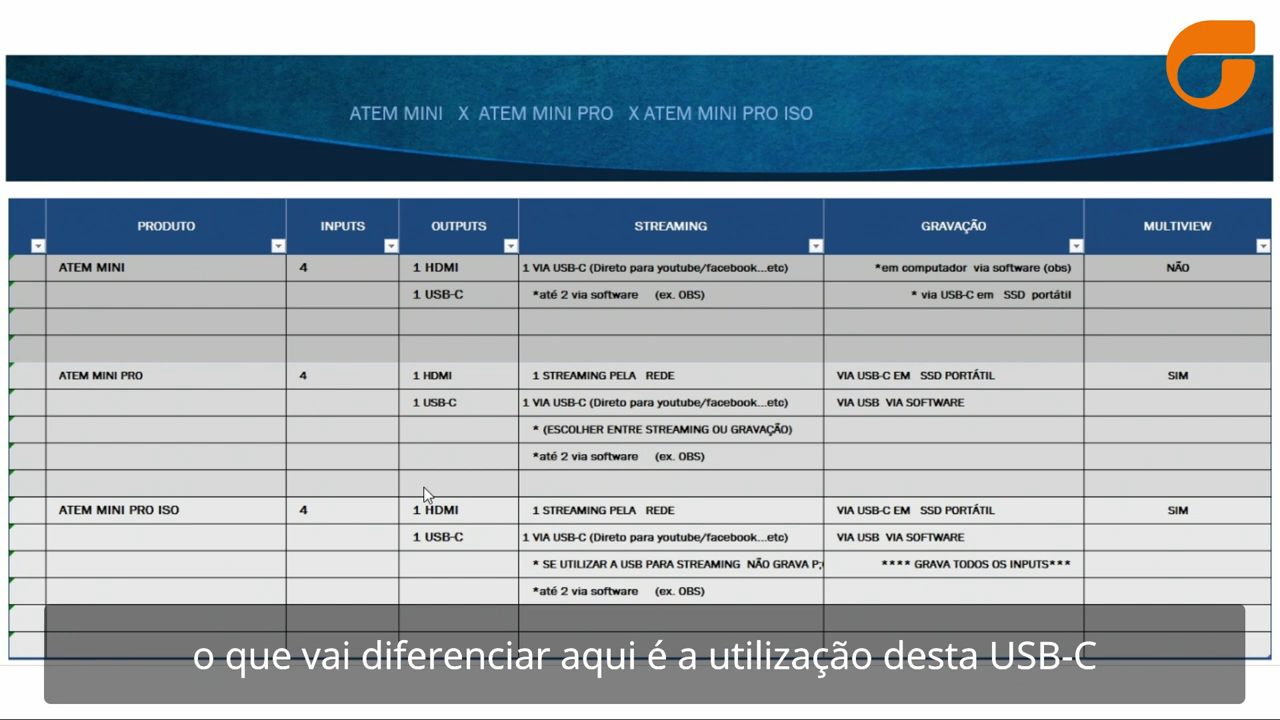 ATEM MINI X ATEM MINI PRO X ATEM MINI PRO ISO
PRODUTO INPUTS OUTPUTS STREAMING GRAVAÇÃO MULTIVIEW
ATEM MINI 4 1 HDMI 1 VIA USB-C (Direto para youtube/facebook...etc) *em computador via software (obs) NÃO
1 USB-C *até 2 via software (ex. OBS) * via USB-C em SSD portátil
ATEM MINI PRO 4 1 HDMI 1 STREAMING PELA REDE VIA USB-C EM SSD PORTÁTIL SIM
1 USB-C 1 VIA USB-C (Direto para youtube/facebook...etc) VIA USB VIA SOFTWARE
* (ESCOLHER ENTRE STREAMING OU GRAVAÇÃO)
*até 2 via software (ex. OBS)
ATEM MINI PRO ISO 4 1 HDMI 1 STREAMING PELA REDE VIA USB-C EM SSD PORTÁTIL SIM
1 USB-C 1 VIA USB-C (Direto para youtube/facebook...etc) VIA USB VIA SOFTWARE
* SE UTILIZAR A USB PARA STREAMING NÃO GRAVA **** GRAVA TODOS OS INPUTS***
*até 2 via software (ex. OBS)
o que vai diferenciar aqui é a utilização desta USB-C